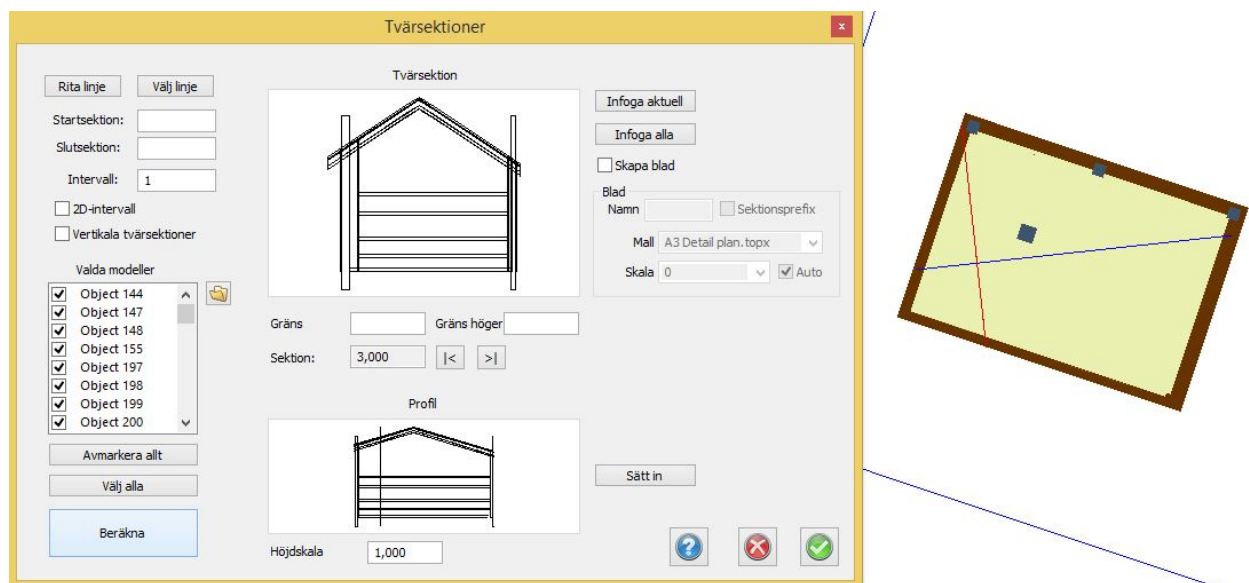 Tvärsektioner
x
Rita linje Välj linje
Startsektion:
Slutsektion:
Intervall: 1
2D-intervall
Vertikala tvärsektioner
Valda modeller
Object 144
Object 147
Object 148
Object 155
Object 197
Object 198
Object 199
Object 200
Avmarkera allt
Välj alla
Beräkna
Tvärsektion
Gräns Gräns höger
Sektion: 3,000 |< >|
Profil
Höjdskala 1,000
Infoga aktuell
Infoga alla
Skapa blad
Blad
Namn Sektionsprefix
Mall A3 Detail plan.topx
Skala 0 Auto
Sätt in
?